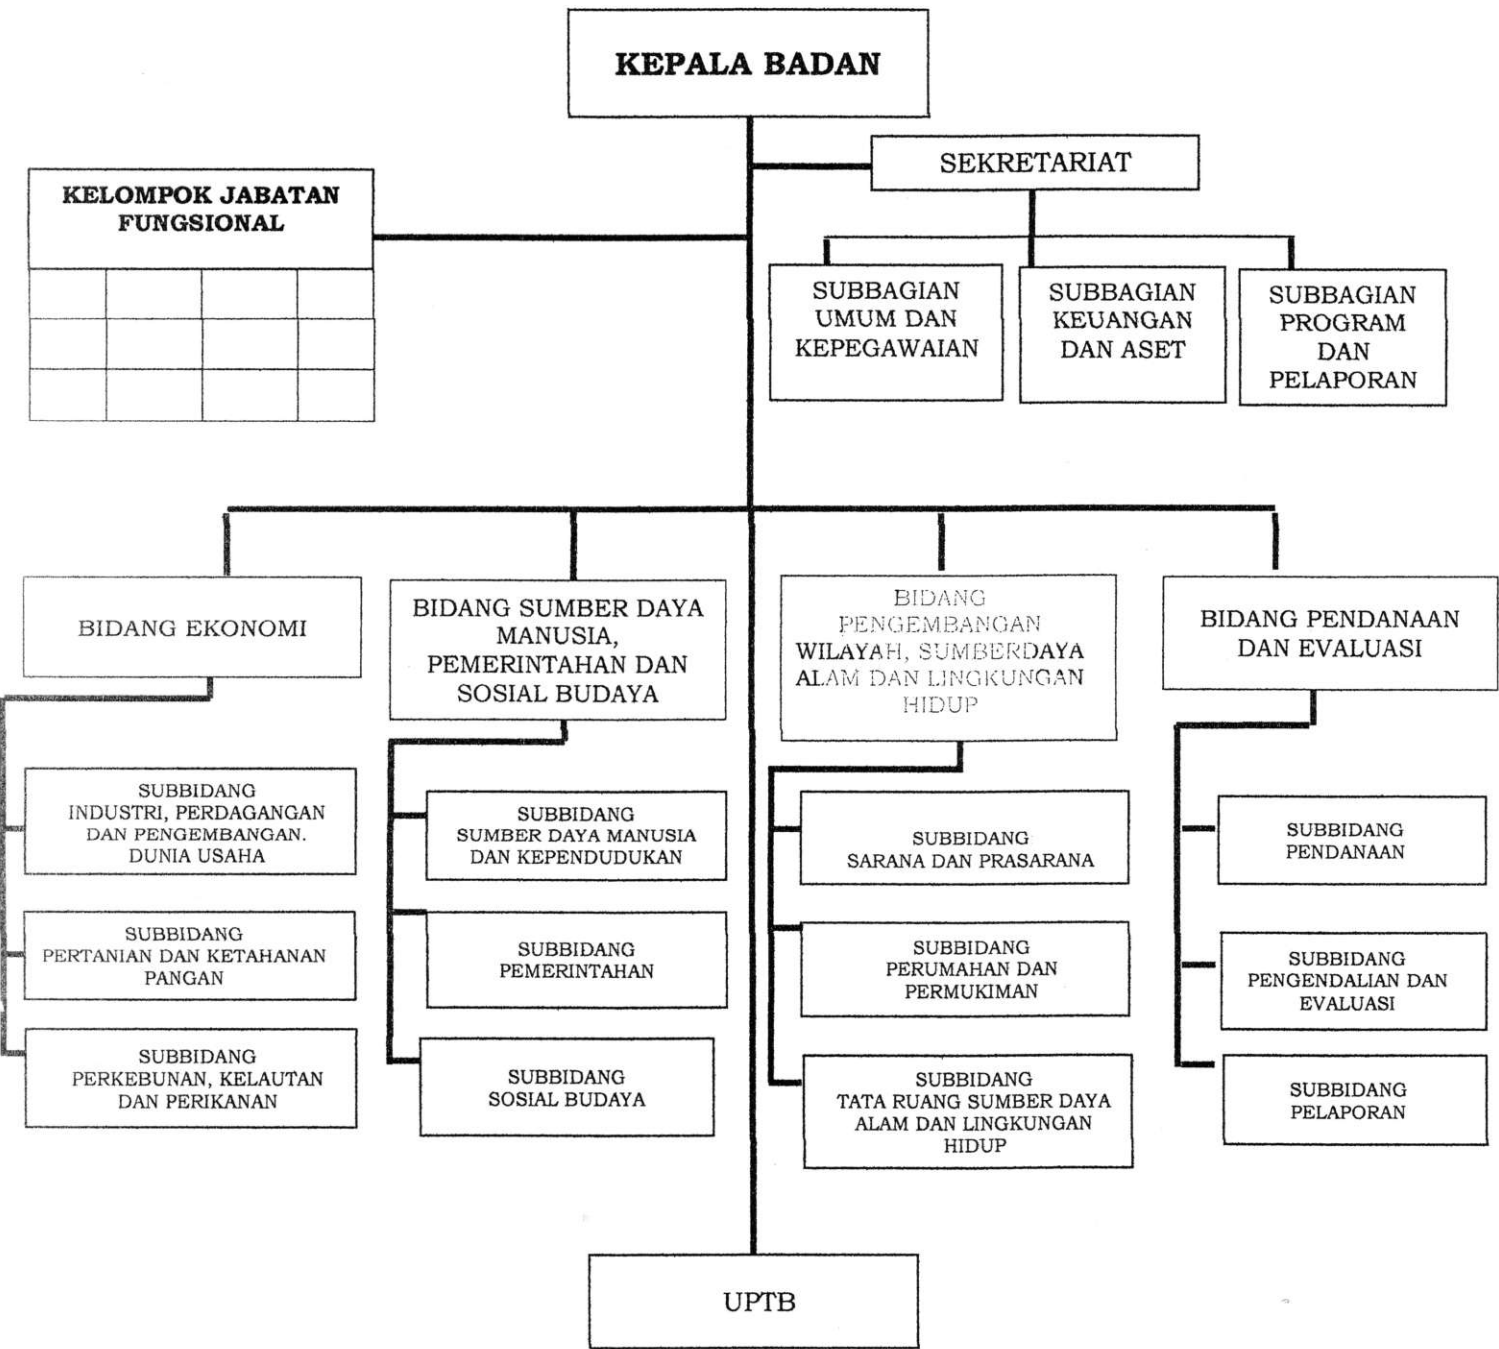 KEPALA BADAN
SEKRETARIAT
KELOMPOK JABATAN
FUNGSIONAL
SUBBAGIAN
UMUM DAN
KEPEGAWAIAN
SUBBAGIAN
KEUANGAN
DAN ASET
SUBBAGIAN
PROGRAM
DAN
PELAPORAN
BIDANG EKONOMI
BIDANG SUMBER DAYA
MANUSIA,
PEMERINTAHAN DAN
SOSIAL BUDAYA
BIDANG
PENGEMBANGAN
WILAYAH, SUMBERDAYA
ALAM DAN LINGKUNGAN
HIDUP
BIDANG PENDANAAN
DAN EVALUASI
SUBBIDANG
INDUSTRI, PERDAGANGAN
DAN PENGEMBANGAN.
DUNIA USAHA
SUBBIDANG
PERTANIAN DAN KETAHANAN
PANGAN
SUBBIDANG
PERKEBUNAN, KELAUTAN
DAN PERIKANAN
SUBBIDANG
SUMBER DAYA MANUSIA
DAN KEPENDUDUKAN
SUBBIDANG
PEMERINTAHAN
SUBBIDANG
SOSIAL BUDAYA
SUBBIDANG
SARANA DAN PRASARANA
SUBBIDANG
PERUMAHAN DAN
PERMUKIMAN
SUBBIDANG
TATA RUANG SUMBER DAYA
ALAM DAN LINGKUNGAN
HIDUP
SUBBIDANG
PENDANAAN
SUBBIDANG
PENGENDALIAN DAN
EVALUASI
SUBBIDANG
PELAPORAN
UPTB